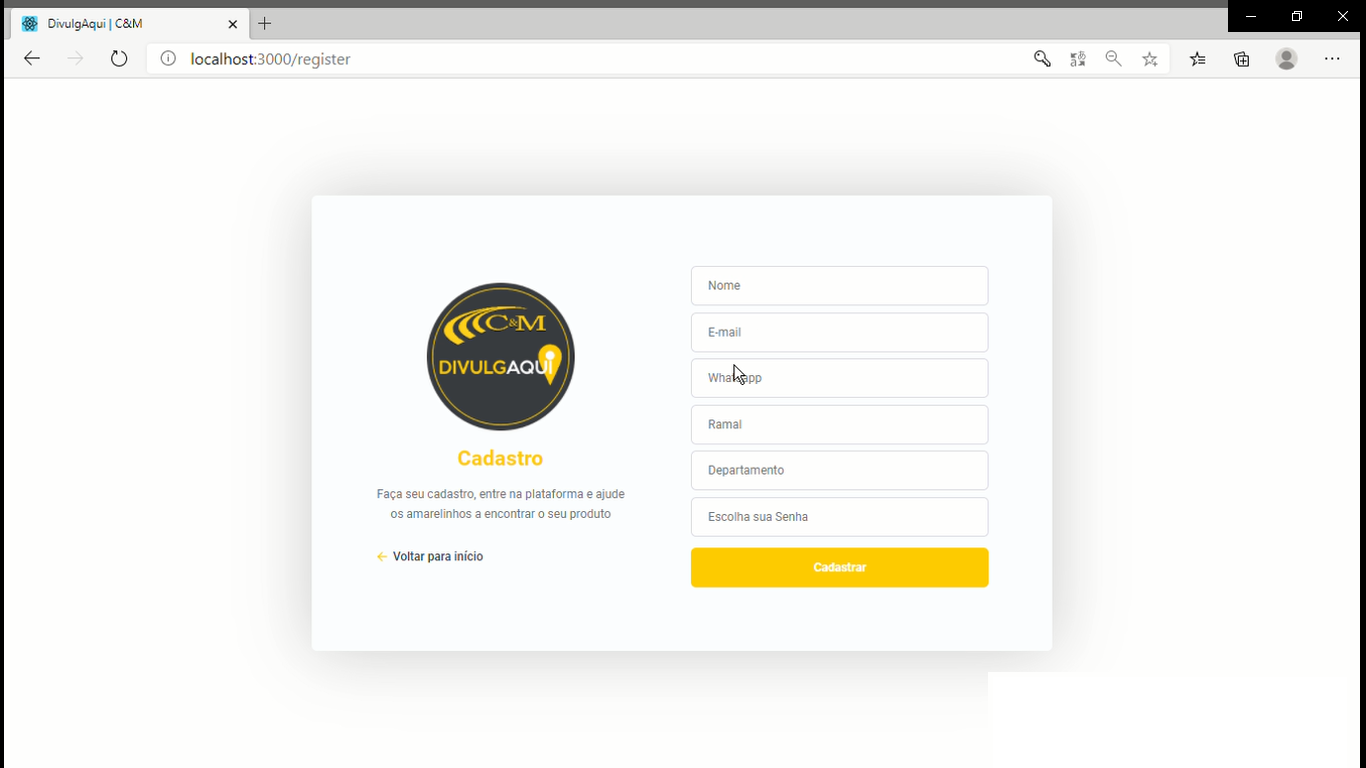 DivulgAqui | C&M
localhost:3000/register
C&M
DIVULGAQUI
Cadastro
Faça seu cadastro, entre na plataforma e ajude
os amarelinhos a encontrar o seu produto
Voltar para início
Nome
E-mail
Whatsapp
Ramal
Departamento
Escolha sua Senha
Cadastrar